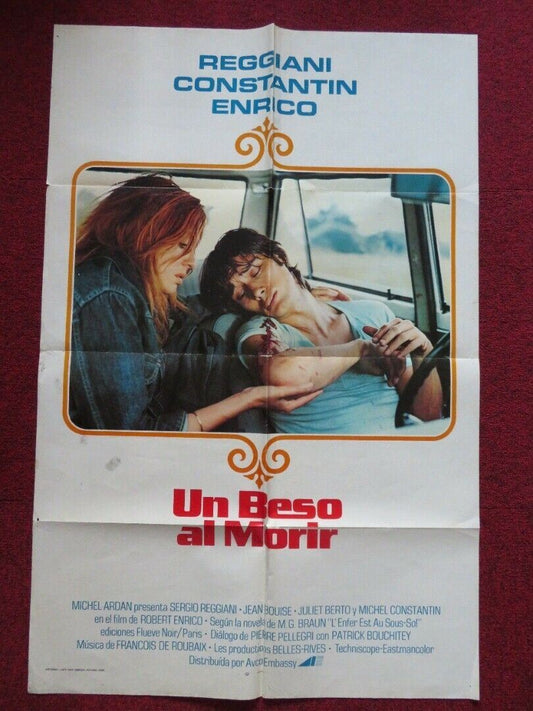 REGGIANI
CONSTANTIN
ENRICO
Un Beso
al Morir
MICHEL ARDAN presenta SERGIO REGGIANI · JEAN BOUISE · JULIET BERTO y MICHEL CONSTANTIN
en el film de ROBERT ENRICO · Según la novela de M.G. BRAUN "L'Enfer Est Au Sous-Sol"
ediciones Flueve Noir/Paris · Diálogo de PIERRE PELLEGRI con PATRICK BOUCHITEY
Música de FRANCOIS DE ROUBAIX · Les productions BELLES-RIVES · Techniscope-Eastmancolor
Distribuída por Avco Embassy